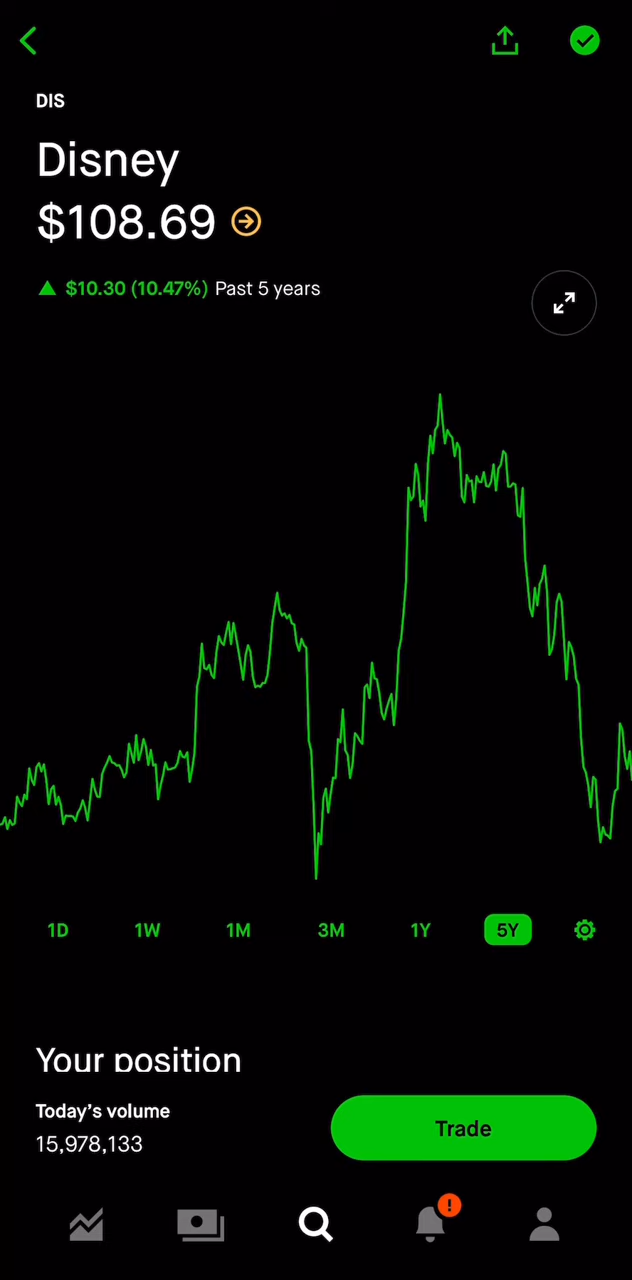 DIS
Disney
$108.69
$10.30 (10.47%) Past 5 years
1D 1W 1M 3M 1Y 5Y
Your position
Today's volume
15,978,133
Trade
!